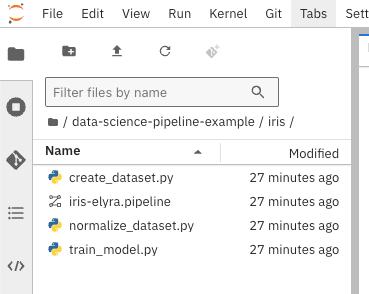 File Edit View Run Kernel Git Tabs
Filter files by name
/ data-science-pipeline-example / iris /
Name Modified
create_dataset.py 27 minutes ago
iris-elyra.pipeline 27 minutes ago
normalize_dataset.py 27 minutes ago
train_model.py 27 minutes ago